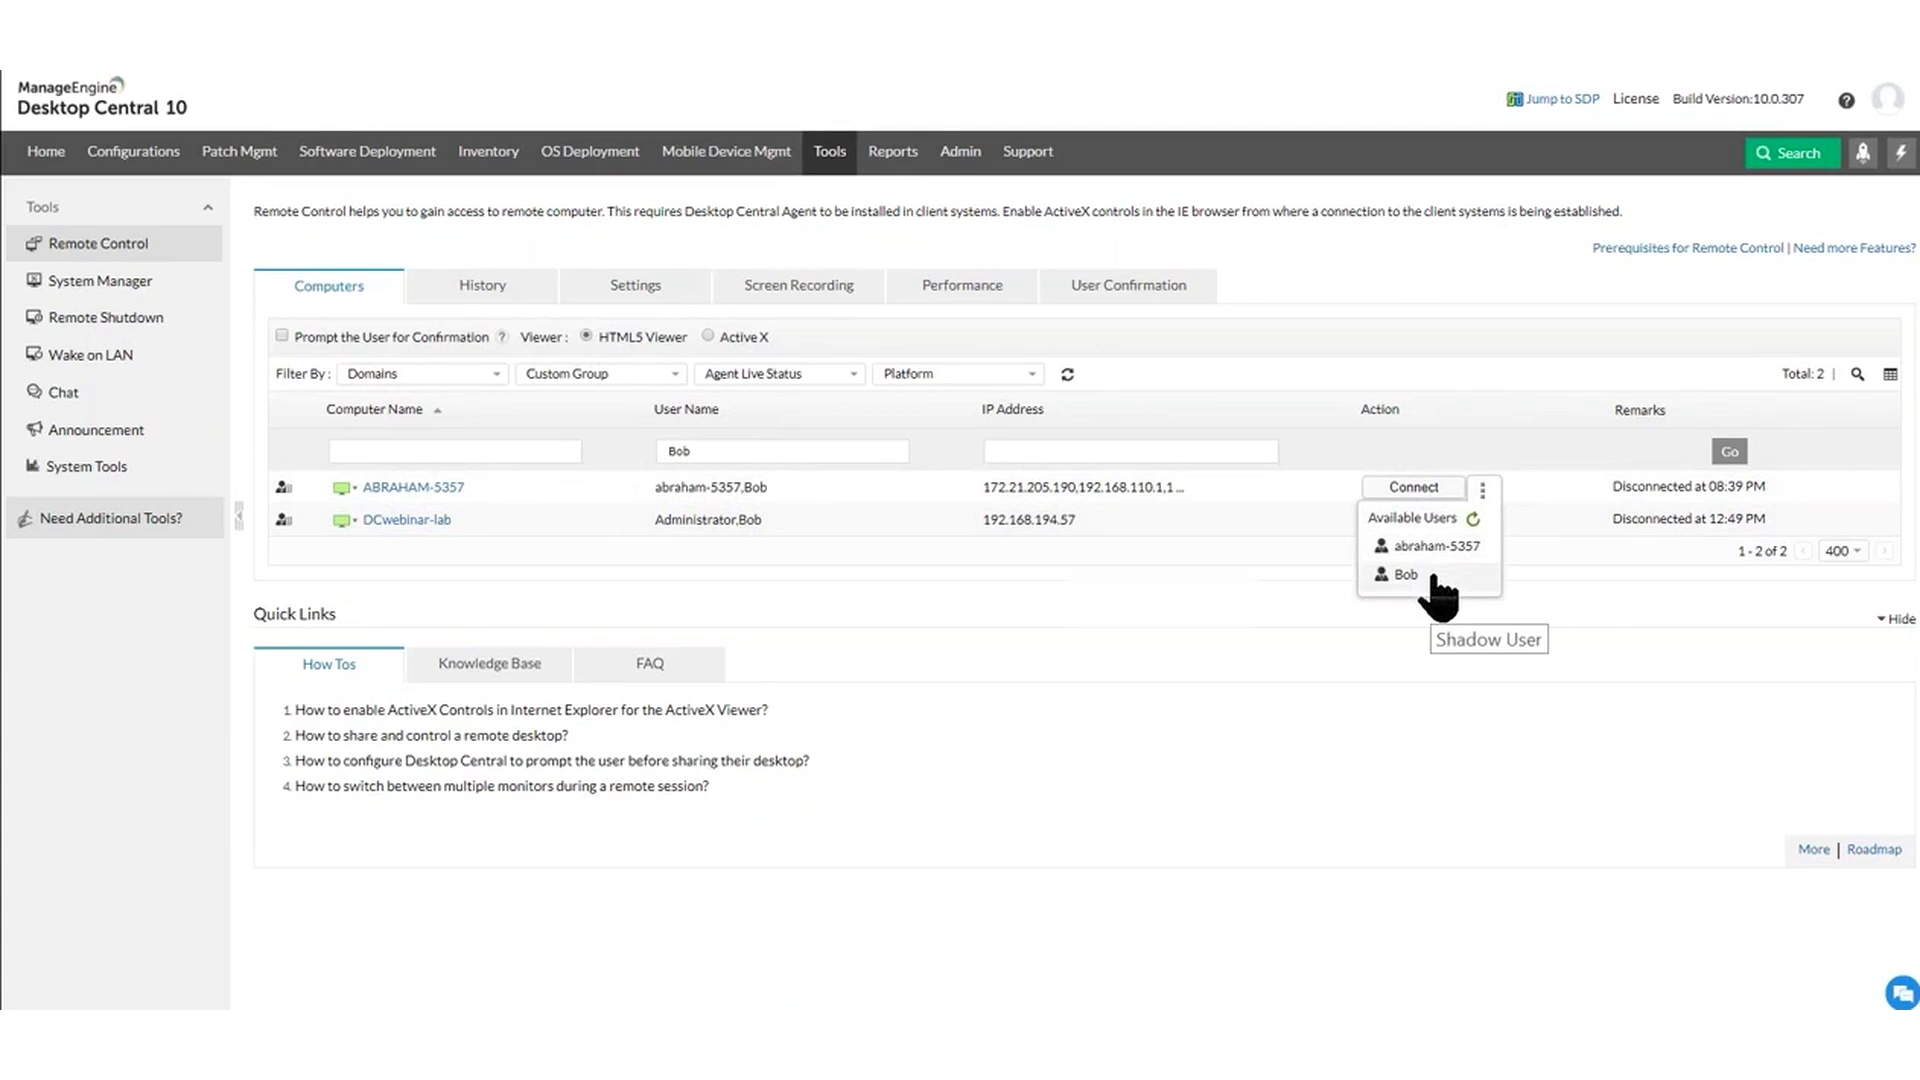 ManageEngine
Desktop Central 10
Jump to SDP License Build Version:10.0.307
Home Configurations Patch Mgmt Software Deployment Inventory OS Deployment Mobile Device Mgmt Tools Reports Admin Support Search
Tools
Remote Control
System Manager
Remote Shutdown
Wake on LAN
Chat
Announcement
System Tools
Need Additional Tools?
Remote Control helps you to gain access to remote computer. This requires Desktop Central Agent to be installed in client systems. Enable ActiveX controls in the IE browser from where a connection to the client systems is being established.
Prerequisites for Remote Control | Need more Features?
Computers History Settings Screen Recording Performance User Confirmation
Prompt the User for Confirmation ? Viewer : HTML5 Viewer Active X
Filter By : Domains Custom Group Agent Live Status Platform Total: 2 |
Computer Name User Name IP Address Action Remarks
Bob Go
ABRAHAM-5357 abraham-5357,Bob 172.21.205.190,192.168.110.1,1 ... Connect Disconnected at 08:39 PM
DCwebinar-lab Administrator,Bob 192.168.194.57 Disconnected at 12:49 PM
Available Users
abraham-5357
Bob
Shadow User
1 - 2 of 2 400
Quick Links
Hide
How Tos Knowledge Base FAQ
1. How to enable ActiveX Controls in Internet Explorer for the ActiveX Viewer?
2. How to share and control a remote desktop?
3. How to configure Desktop Central to prompt the user before sharing their desktop?
4. How to switch between multiple monitors during a remote session?
More | Roadmap